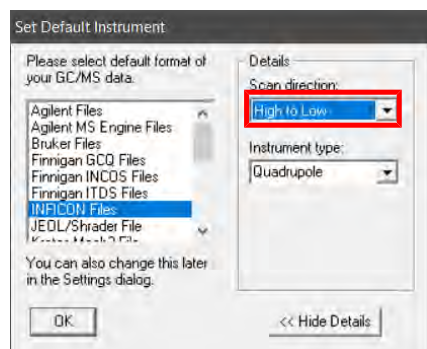 Set Default Instrument
Please select default format of
your GC/MS data.
Agilent Files
Agilent MS Engine Files
Bruker Files
Finnigan GCQ Files
Finnigan INCOS Files
Finnigan ITDS Files
INFICON Files
JEOL/Shrader File
You can also change this later
in the Settings dialog.
OK
Details
Scan direction:
High to Low
Instrument type:
Quadrupole
<< Hide Details